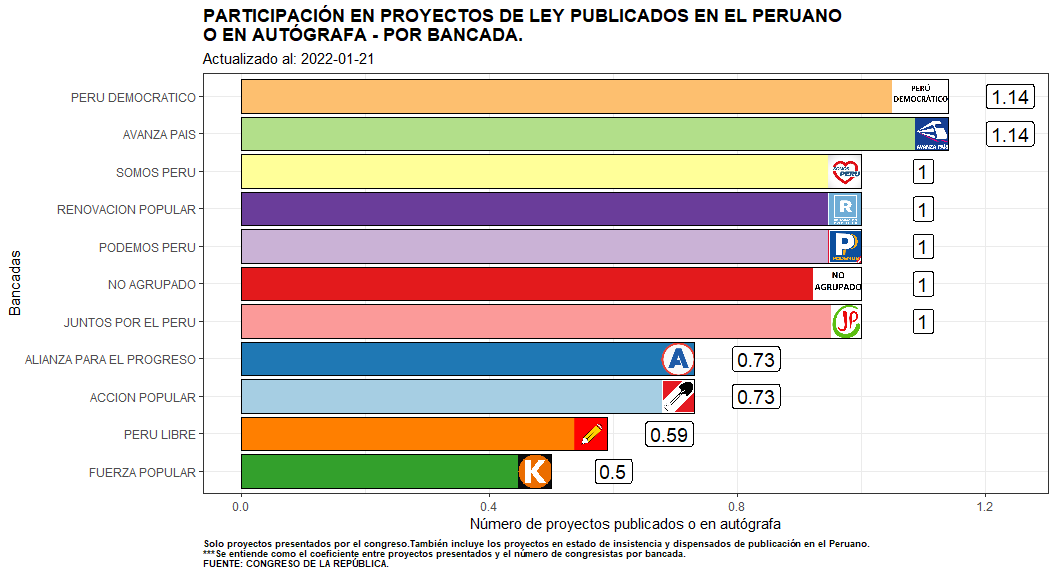 PARTICIPACIÓN EN PROYECTOS DE LEY PUBLICADOS EN EL PERUANO
O EN AUTÓGRAFA - POR BANCADA.
Actualizado al: 2022-01-21
Bancadas
PERU DEMOCRATICO
PERÚ
DEMOCRÁTICO
1.14
AVANZA PAIS
AVANZA PAÍS
1.14
SOMOS PERU
SOMOS
PERU
1
RENOVACION POPULAR
R
1
PODEMOS PERU
P
PODEMOS
1
NO AGRUPADO
NO
AGRUPADO
1
JUNTOS POR EL PERU
JP
1
ALIANZA PARA EL PROGRESO
A
0.73
ACCION POPULAR
0.73
PERU LIBRE
0.59
FUERZA POPULAR
K
0.5
0.0
0.4
0.8
1.2
Número de proyectos publicados o en autógrafa
Solo proyectos presentados por el congreso.También incluye los proyectos en estado de insistencia y dispensados de publicación en el Peruano.
***Se entiende como el coeficiente entre proyectos presentados y el número de congresistas por bancada.
FUENTE: CONGRESO DE LA REPÚBLICA.